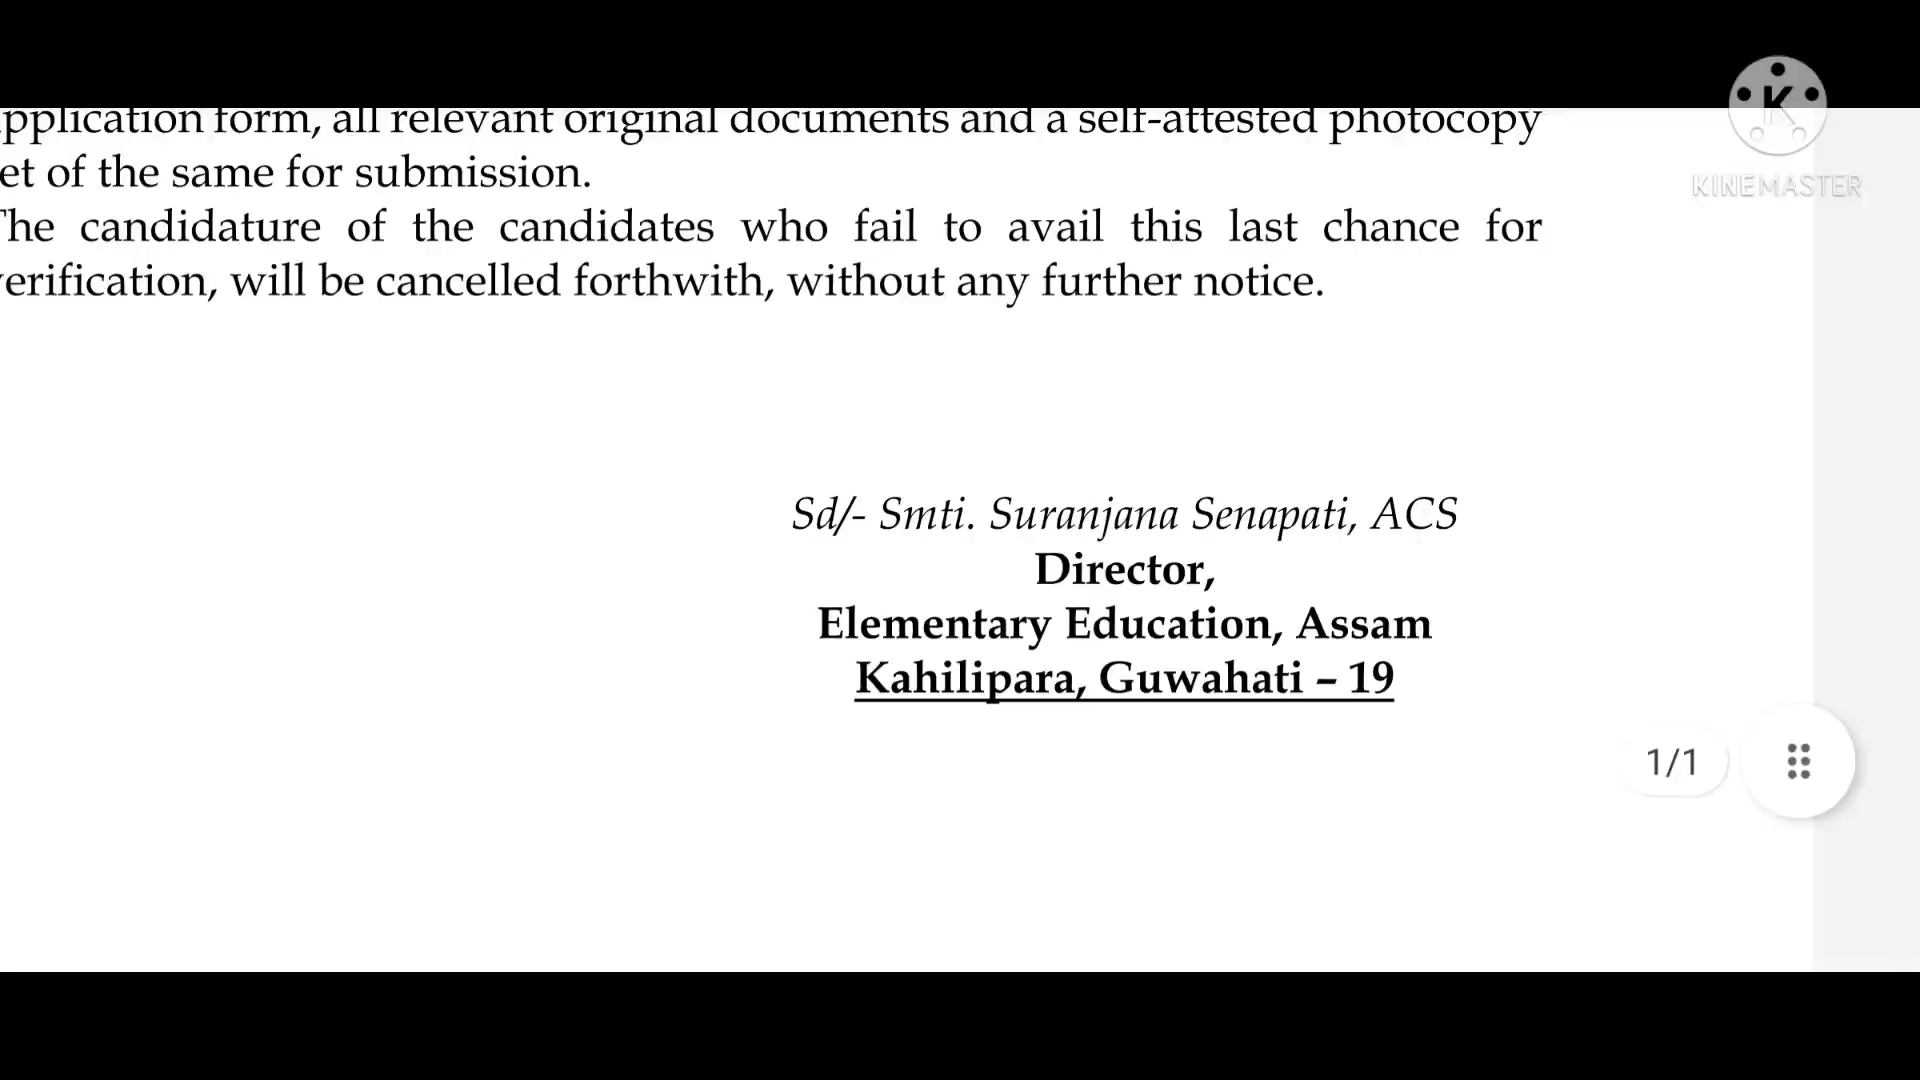 pplication form, all relevant original documents and a self-attested photocopy
et of the same for submission.
The candidature of the candidates who fail to avail this last chance for
verification, will be cancelled forthwith, without any further notice.
Sd/- Smti. Suranjana Senapati, ACS
Director,
Elementary Education, Assam
Kahilipara, Guwahati – 19
1/1
K
KINEMASTER